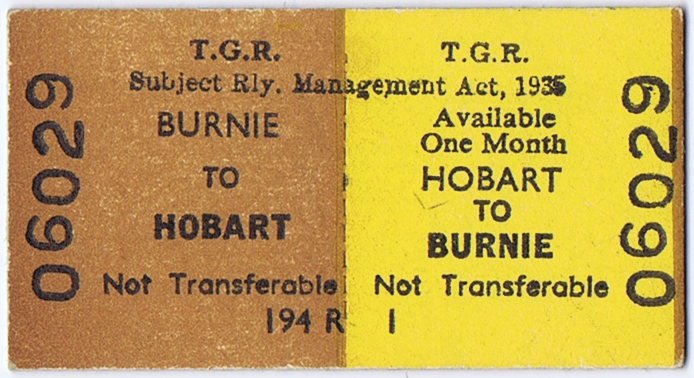 06029
T.G.R. T.G.R.
Subject Rly. Management Act, 1935
BURNIE
TO
HOBART
Not Transferable
194 R
Available
One Month
HOBART
TO
BURNIE
Not Transferable
1
06029